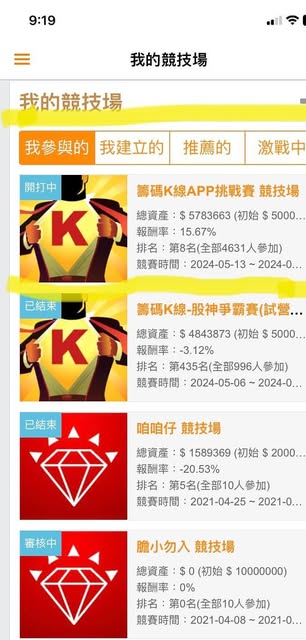 9:19
我的競技場
我的競技場
我參與的 我建立的 推薦的 激戰中
開打中
K
籌碼K線APP挑戰賽 競技場
總資產：$ 5783663 (初始 $ 5000...
報酬率：15.67%
排名：第8名(全部4631人參加)
競賽時間：2024-05-13 ~ 2024-0...
已結束
K
籌碼K線-股神爭霸賽(試營...
總資產：$ 4843873 (初始 $ 5000...
報酬率：-3.12%
排名：第435名(全部996人參加)
競賽時間：2024-05-06 ~ 2024-0...
已結束
咱咱仔 競技場
總資產：$ 1589369 (初始 $ 2000...
報酬率：-20.53%
排名：第5名(全部10人參加)
競賽時間：2021-04-25 ~ 2021-0...
審核中
膽小勿入 競技場
總資產：$ 0 (初始 $ 10000000)
報酬率：0%
排名：第0名(全部10人參加)
競賽時間：2021-04-08 ~ 2021-0...